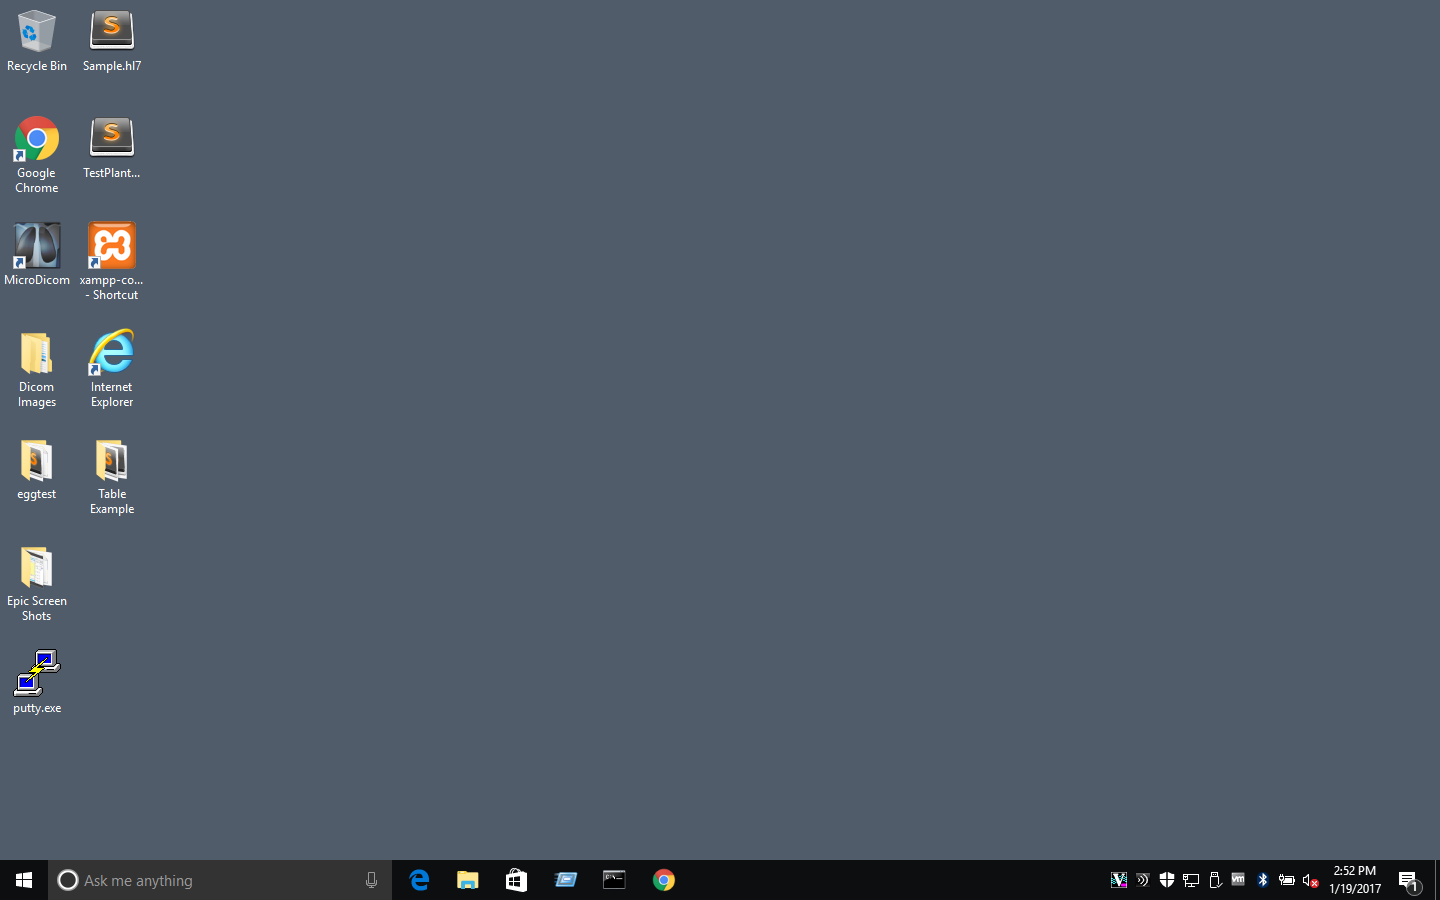 Recycle Bin
Sample.hl7
Google
Chrome
TestPlant...
MicroDicom
xampp-co...
- Shortcut
Dicom
Images
Internet
Explorer
eggtest
Table
Example
Epic Screen
Shots
putty.exe
Ask me anything
2:52 PM
1/19/2017
1